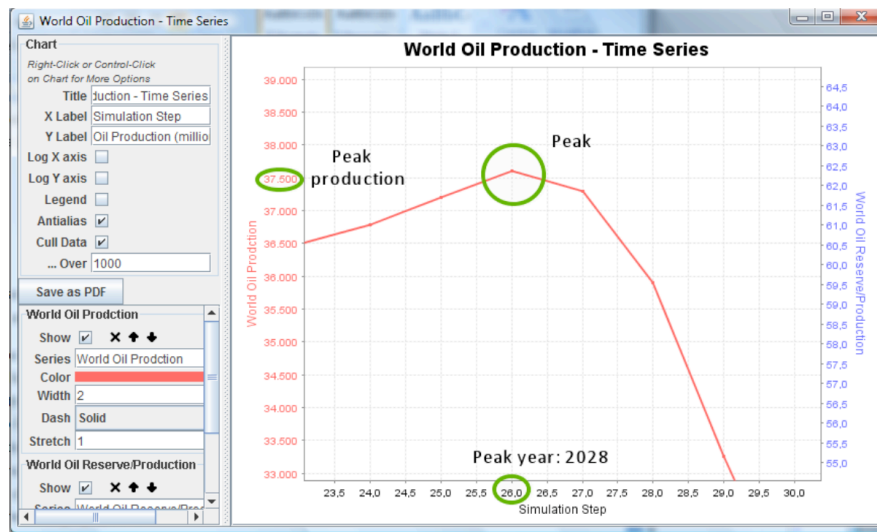 World Oil Production - Time Series
Chart
Right-Click or Control-Click
on Chart for More Options
Title duction - Time Series
X Label Simulation Step
Y Label Oil Production (millio
Log X axis
Log Y axis
Legend
Antialias
Cull Data
... Over 1000
Save as PDF
World Oil Prodction
Show
Series World Oil Prodction
Color
Width 2
Dash Solid
Stretch 1
World Oil Reserve/Production
Show
World Oil Production - Time Series
39.000
38.500
38.000
37.500
37.000
36.500
36.000
35.500
35.000
34.500
34.000
33.500
33.000
World Oil Prodction
Peak
production
Peak
Peak year: 2028
23,5 24,0 24,5 25,0 25,5 26,0 26,5 27,0 27,5 28,0 28,5 29,0 29,5 30,0
Simulation Step
64,5
64,0
63,5
63,0
62,5
62,0
61,5
61,0
60,5
60,0
59,5
59,0
58,5
58,0
57,5
57,0
56,5
56,0
55,5
55,0
World Oil Reserve/Production